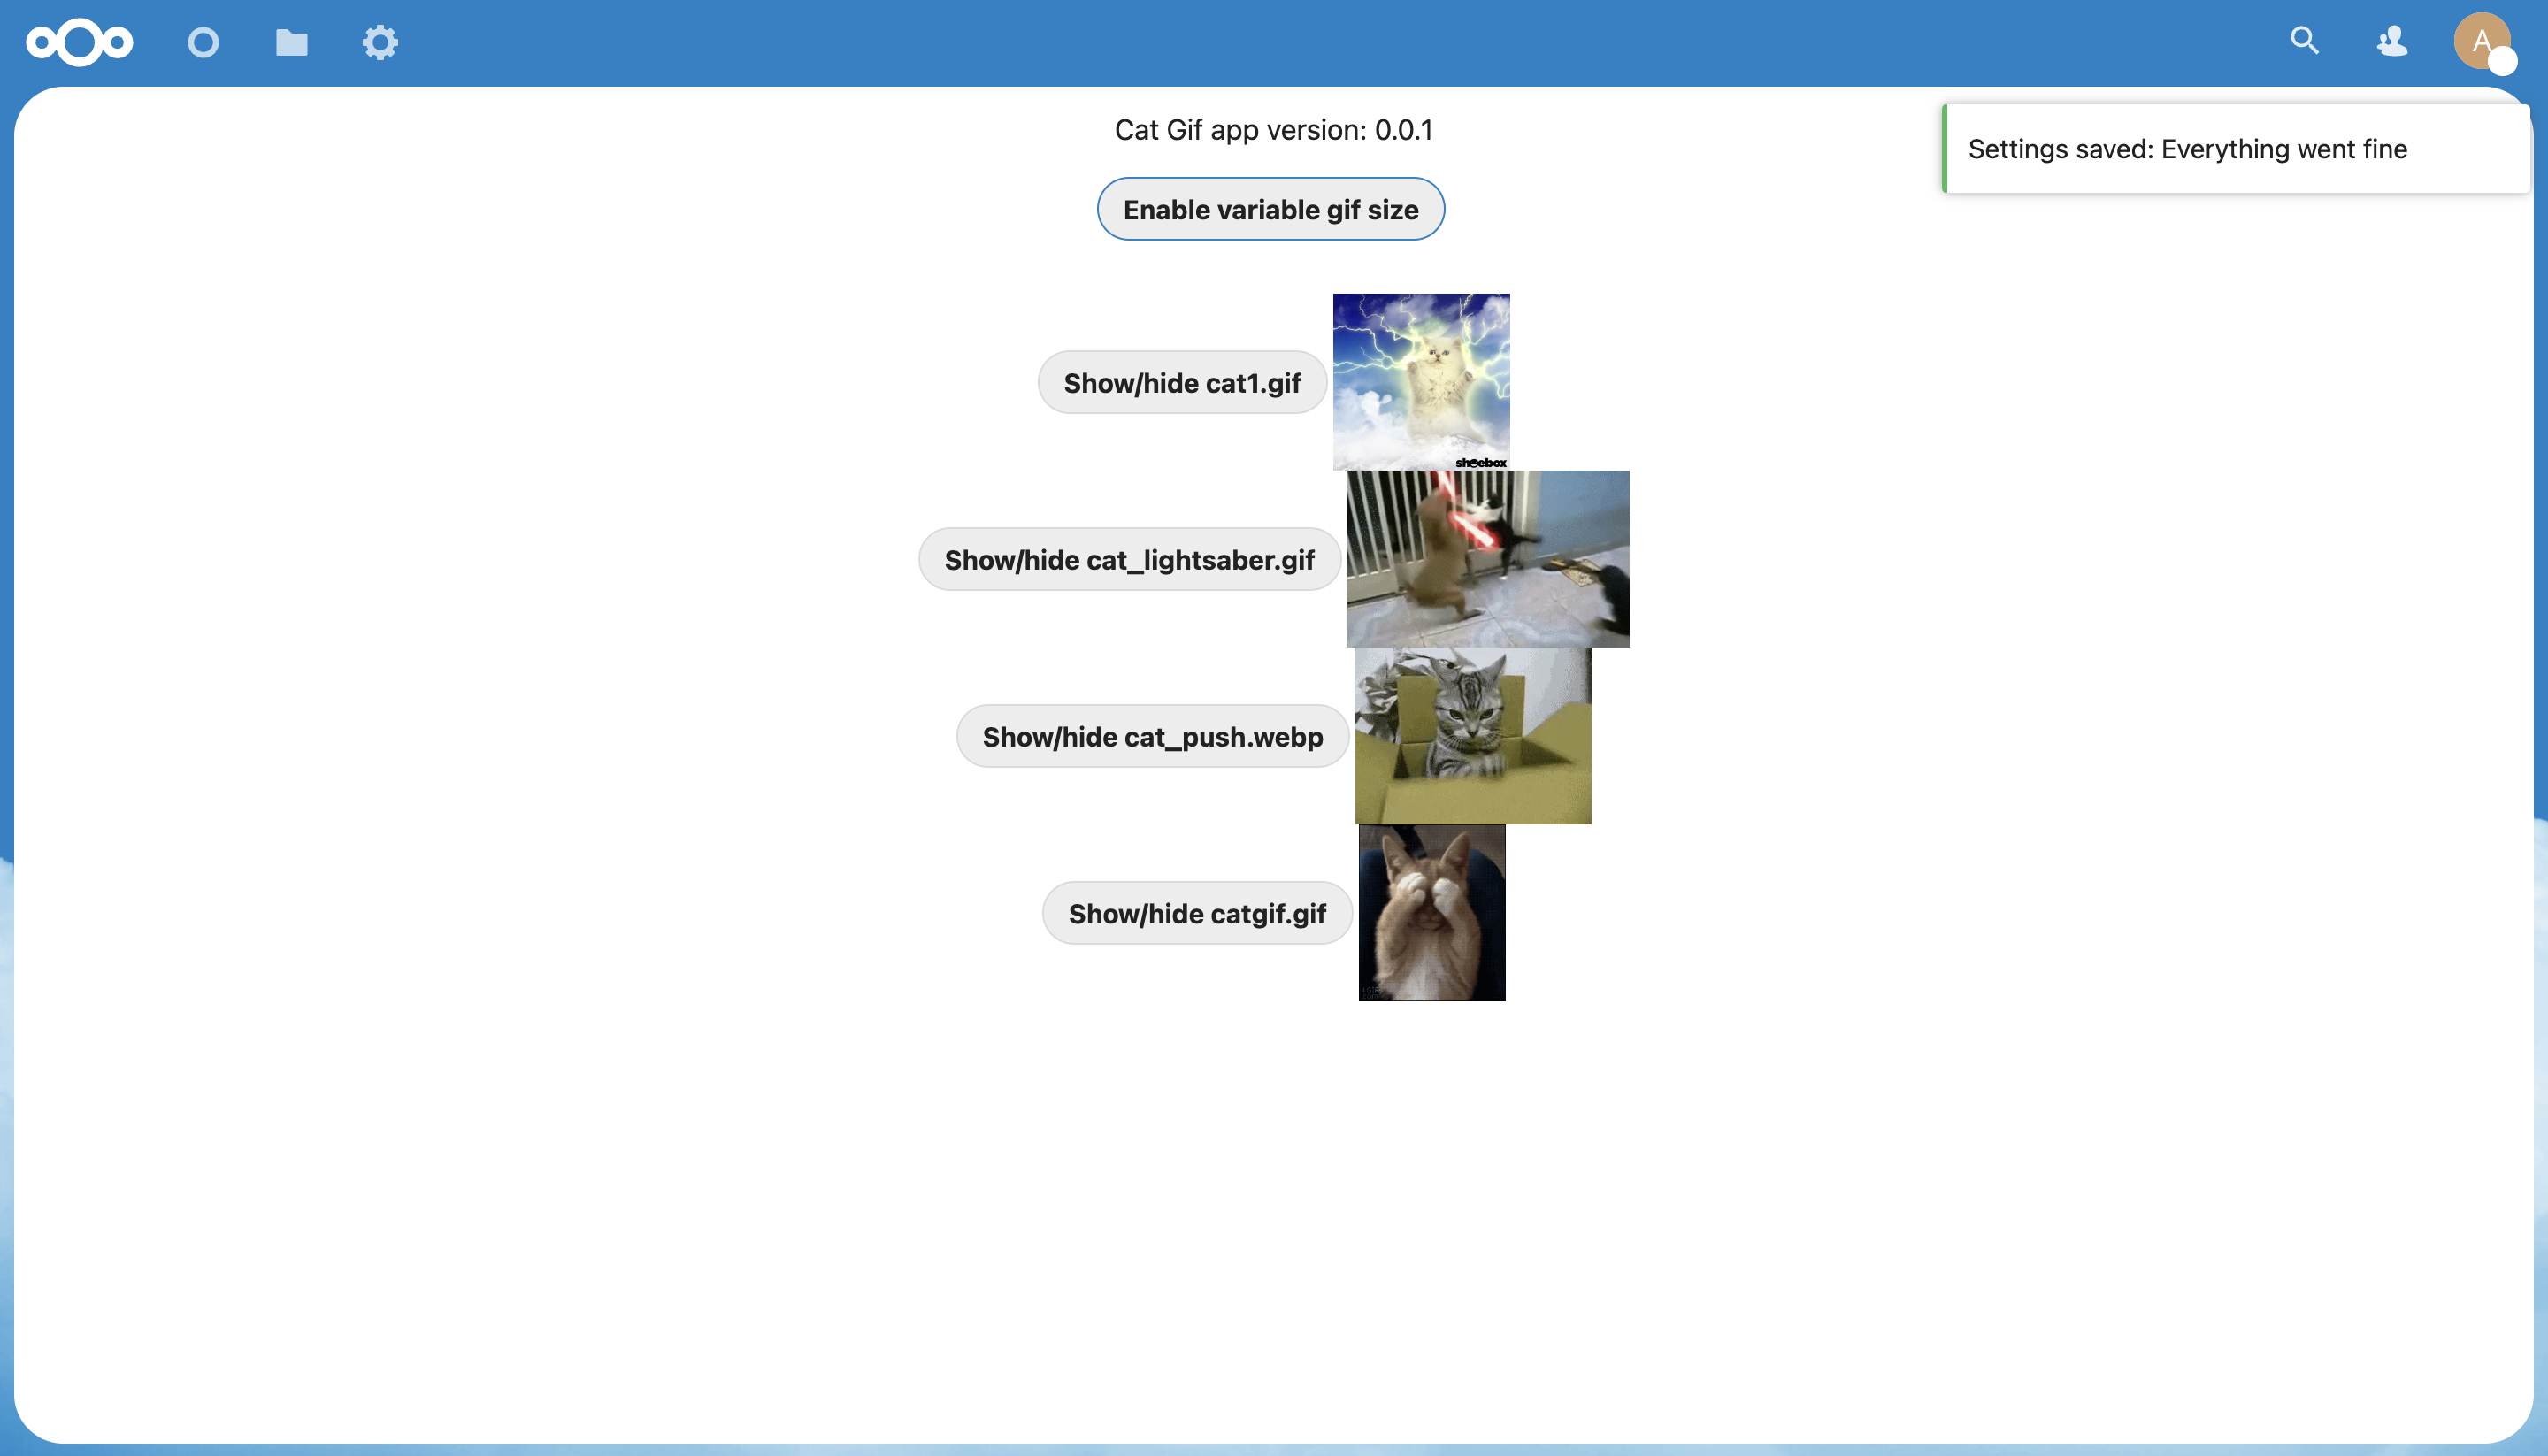 A
Cat Gif app version: 0.0.1
Settings saved: Everything went fine
Enable variable gif size
Show/hide cat1.gif
shoebox
Show/hide cat_lightsaber.gif
Show/hide cat_push.webp
Show/hide catgif.gif